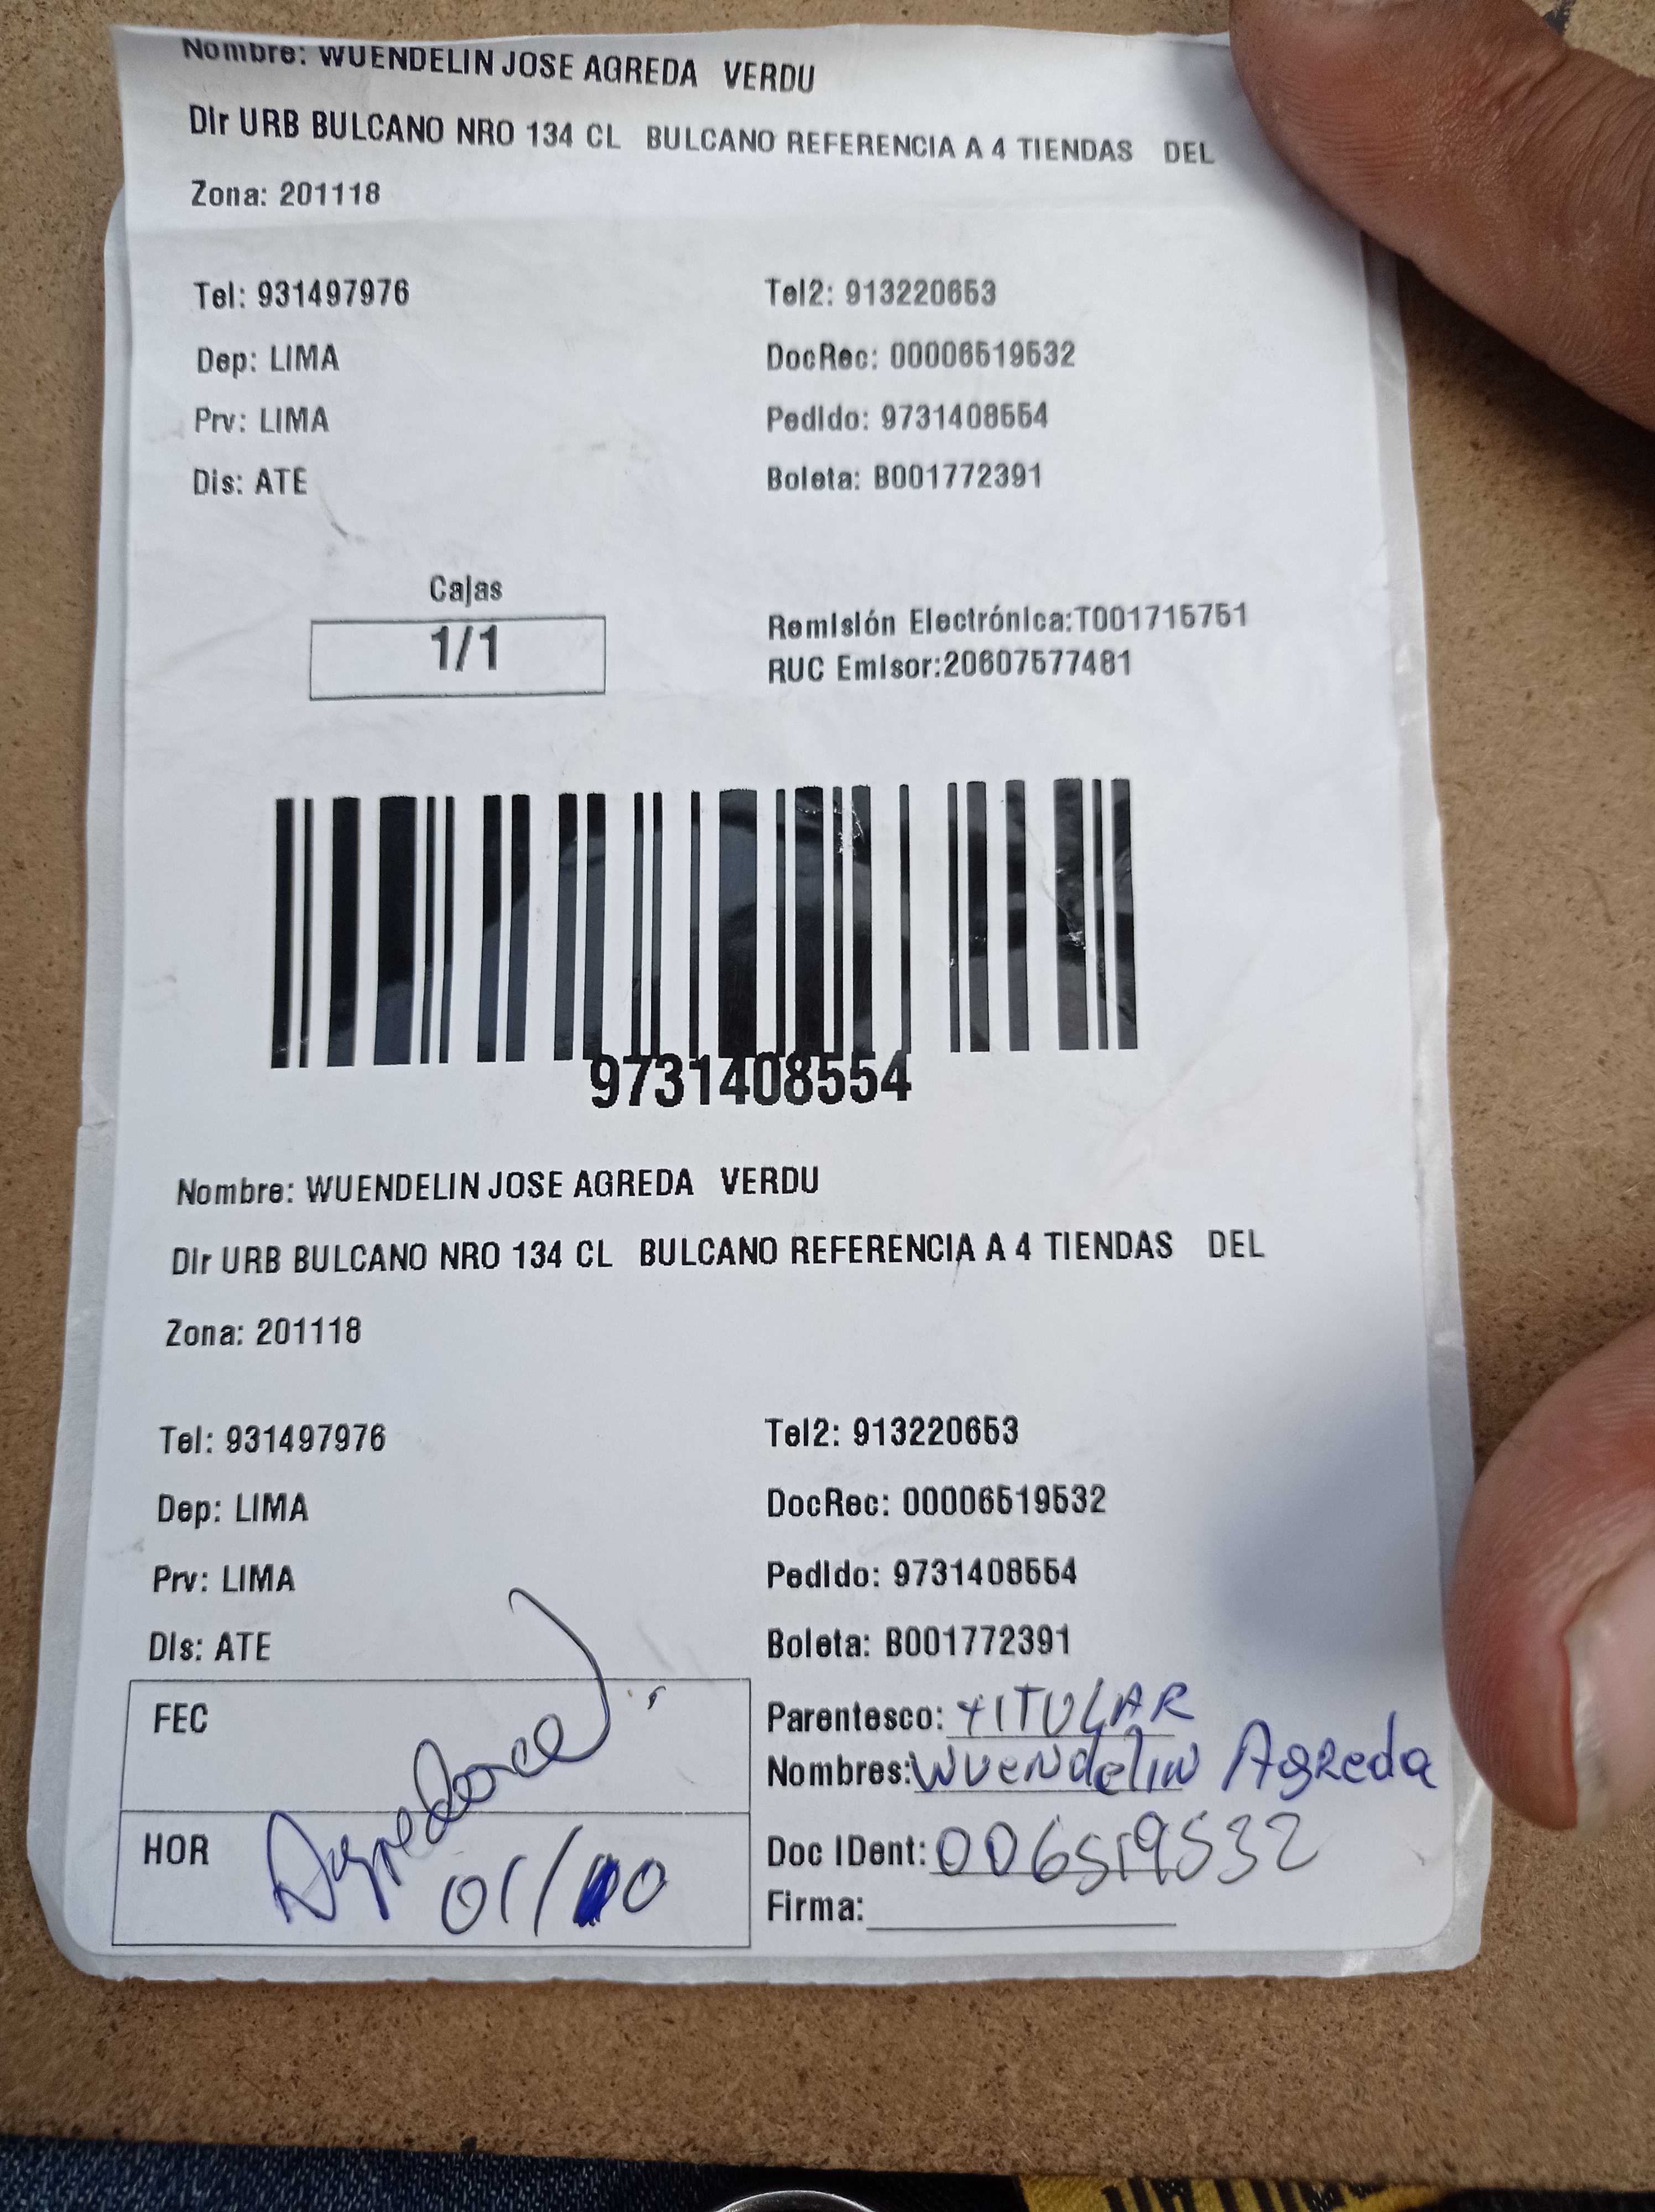 Nombre: WUENDELIN JOSE AGREDA VERDU
Dir URB BULCANO NRO 134 CL BULCANO REFERENCIA A 4 TIENDAS DEL
Zona: 201118
Tel: 931497976 Tel2: 913220653
Dep: LIMA DocRec: 00006519532
Prv: LIMA Pedido: 9731408554
Dis: ATE Boleta: B001772391
Cajas
1/1
Remisión Electrónica:T001715751
RUC Emisor:20607577481
9731408554
Nombre: WUENDELIN JOSE AGREDA VERDU
Dir URB BULCANO NRO 134 CL BULCANO REFERENCIA A 4 TIENDAS DEL
Zona: 201118
Tel: 931497976 Tel2: 913220653
Dep: LIMA DocRec: 00006519532
Prv: LIMA Pedido: 9731408554
Dis: ATE Boleta: B001772391
FEC
HOR
Parentesco: TITULAR
Nombres: Wuendelin Agreda
Doc IDent: 006519532
Firma: